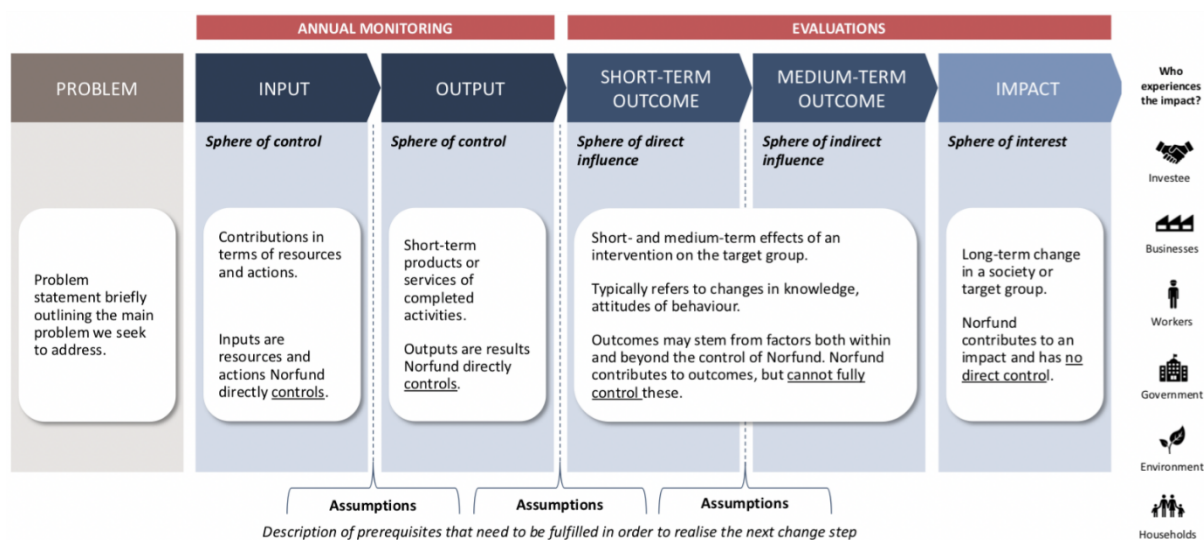 ANNUAL MONITORING
EVALUATIONS
PROBLEM
INPUT
OUTPUT
SHORT-TERM
OUTCOME
MEDIUM-TERM
OUTCOME
IMPACT
Who
experiences
the impact?
Sphere of control
Sphere of control
Sphere of direct
influence
Sphere of indirect
influence
Sphere of interest
Problem
statement briefly
outlining the main
problem we seek
to address.
Contributions in
terms of resources
and actions.
Inputs are
resources and
actions Norfund
directly controls.
Short-term
products or
services of
completed
activities.
Outputs are results
Norfund directly
controls.
Short- and medium-term effects of an
intervention on the target group.
Typically refers to changes in knowledge,
attitudes of behaviour.
Outcomes may stem from factors both within
and beyond the control of Norfund. Norfund
contributes to outcomes, but cannot fully
control these.
Long-term change
in a society or
target group.
Norfund
contributes to an
impact and has no
direct control.
Investee
Businesses
Workers
Government
Environment
Households
Assumptions
Assumptions
Assumptions
Description of prerequisites that need to be fulfilled in order to realise the next change step